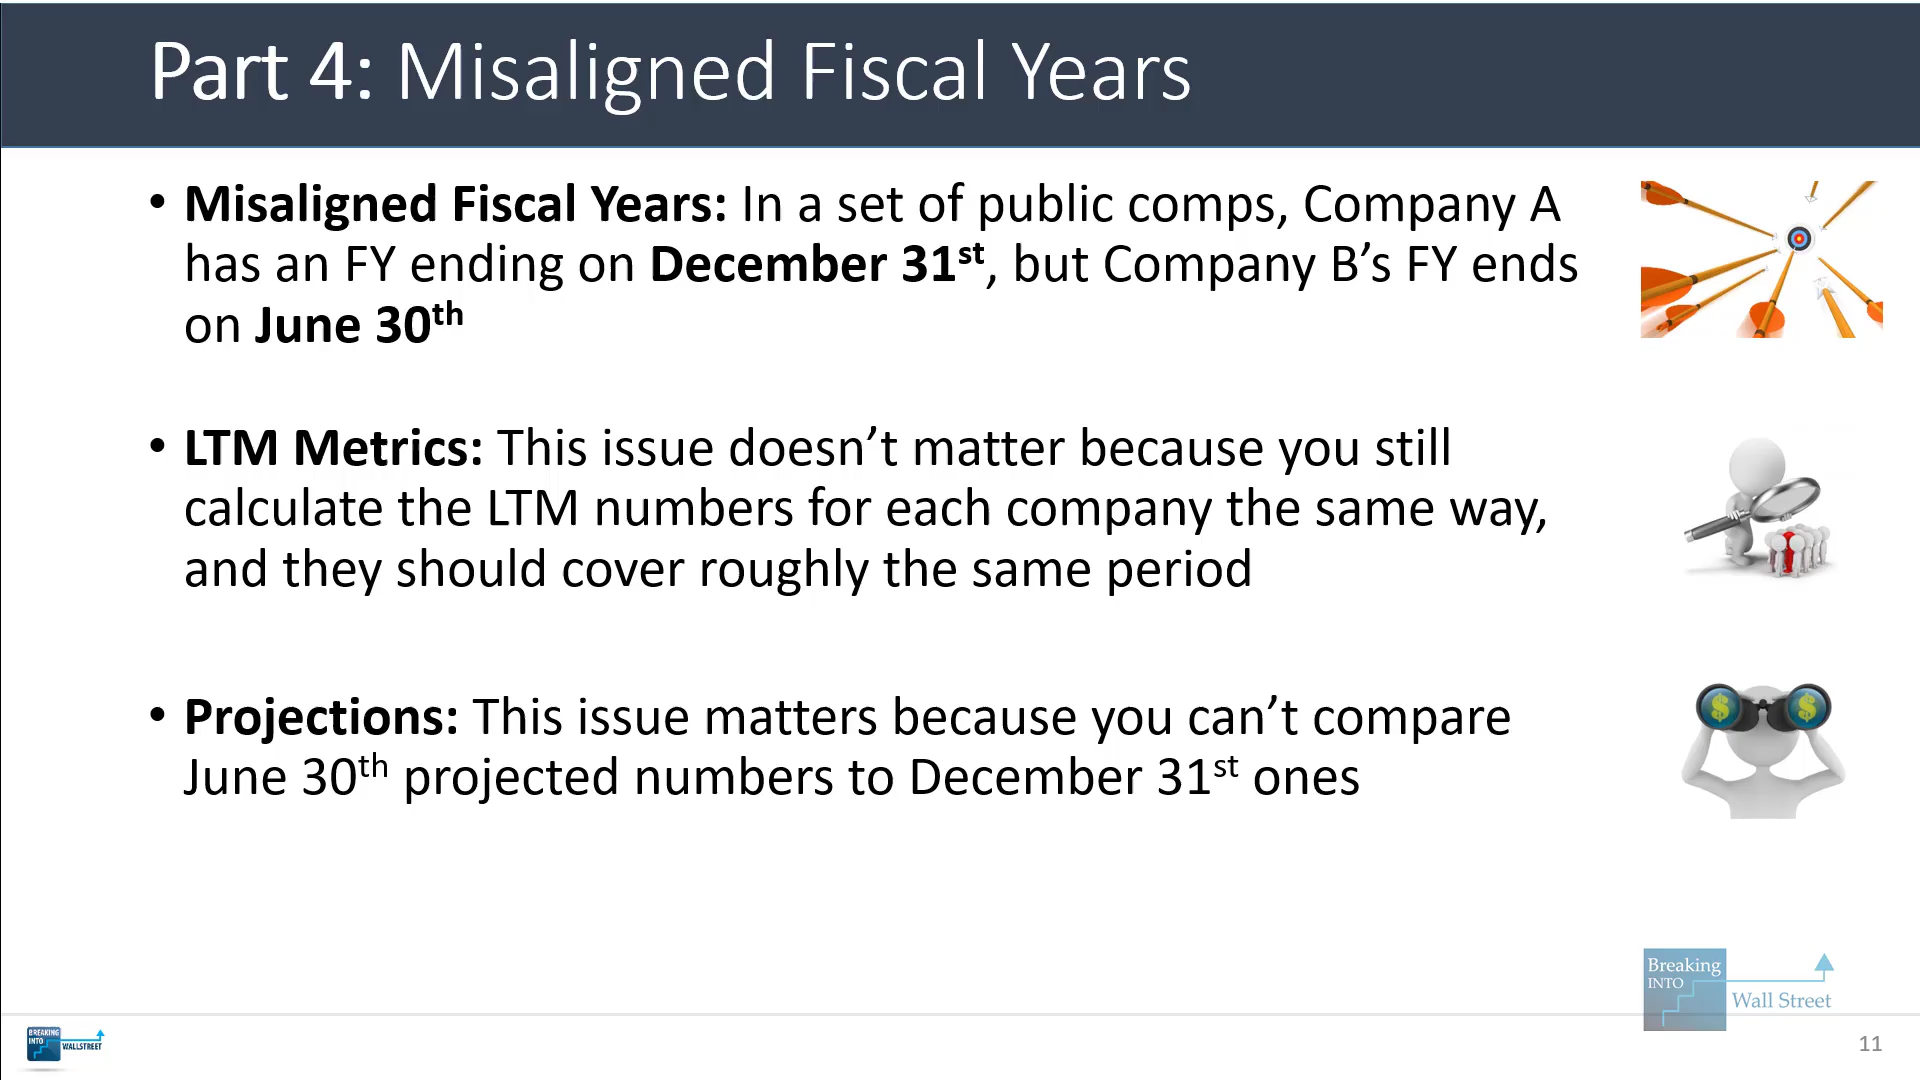 Part 4: Misaligned Fiscal Years
• Misaligned Fiscal Years: In a set of public comps, Company A
has an FY ending on December 31st, but Company B’s FY ends
on June 30th
• LTM Metrics: This issue doesn’t matter because you still
calculate the LTM numbers for each company the same way,
and they should cover roughly the same period
• Projections: This issue matters because you can’t compare
June 30th projected numbers to December 31st ones
$ $
Breaking
INTO
Wall Street
BREAKING
INTO
WALLSTREET
11